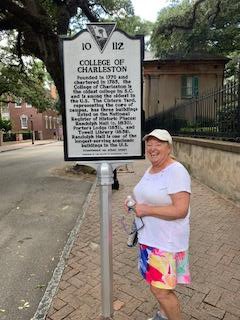 10 112
COLLEGE OF
CHARLESTON
Founded in 1770 and
chartered in 1785, the
College of Charleston is
the oldest college in S.C.
and is among the oldest in
the U.S. The Cistern Yard,
representing the core of
campus, has three buildings
listed on the National
Register of Historic Places:
Randolph Hall (c. 1830),
Porters Lodge (1851), and
Towell Library (1856).
Randolph Hall is one of the
longest-serving academic
buildings in the U.S.